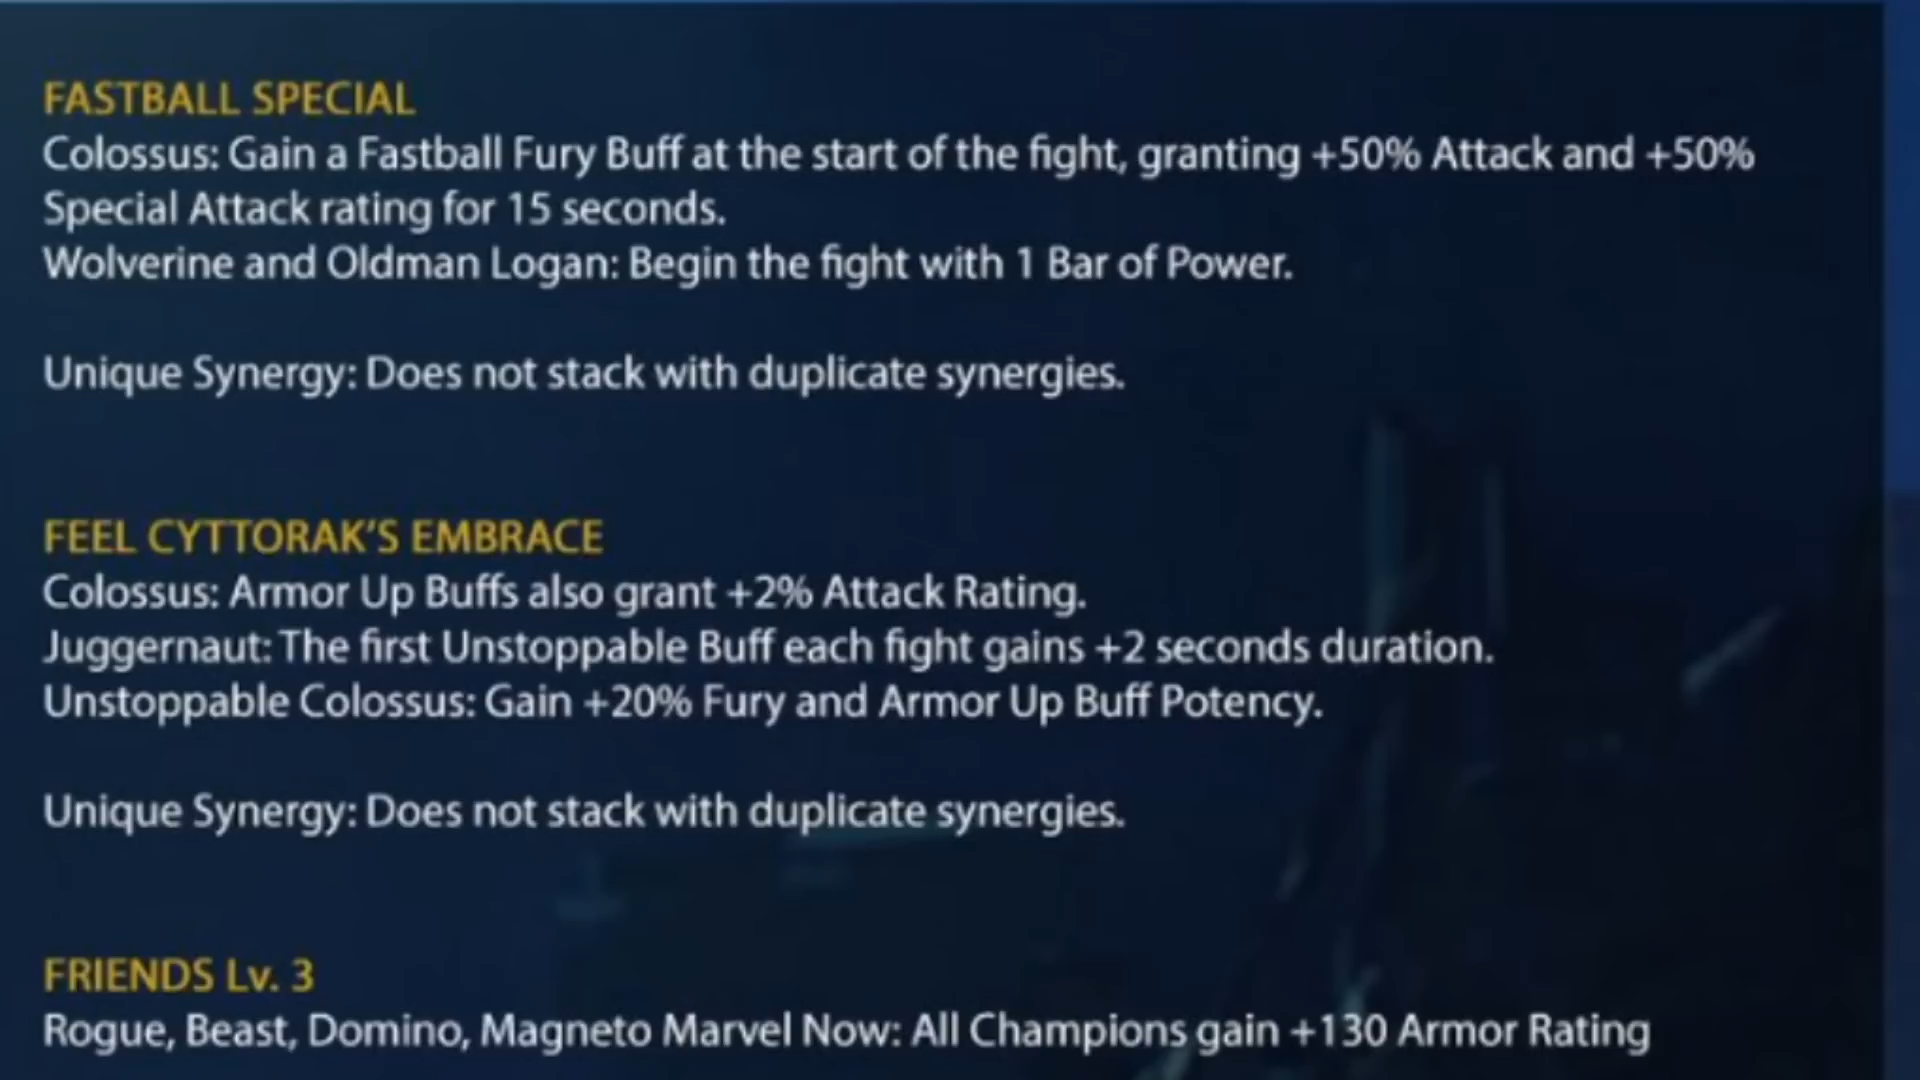 FASTBALL SPECIAL
Colossus: Gain a Fastball Fury Buff at the start of the fight, granting +50% Attack and +50%
Special Attack rating for 15 seconds.
Wolverine and Oldman Logan: Begin the fight with 1 Bar of Power.
Unique Synergy: Does not stack with duplicate synergies.
FEEL CYTTORAK'S EMBRACE
Colossus: Armor Up Buffs also grant +2% Attack Rating.
Juggernaut: The first Unstoppable Buff each fight gains +2 seconds duration.
Unstoppable Colossus: Gain +20% Fury and Armor Up Buff Potency.
Unique Synergy: Does not stack with duplicate synergies.
FRIENDS Lv. 3
Rogue, Beast, Domino, Magneto Marvel Now: All Champions gain +130 Armor Rating